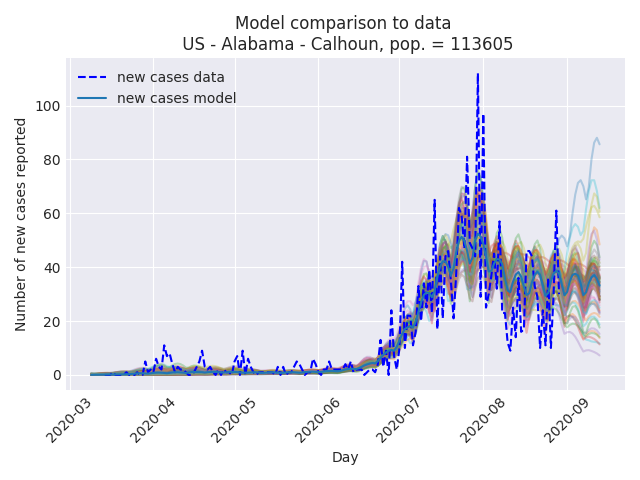 Model comparison to data
US - Alabama - Calhoun, pop. = 113605
new cases data
new cases model
Number of new cases reported
100
80
60
40
20
0
2020-03
2020-04
2020-05
2020-06
2020-07
2020-08
2020-09
Day